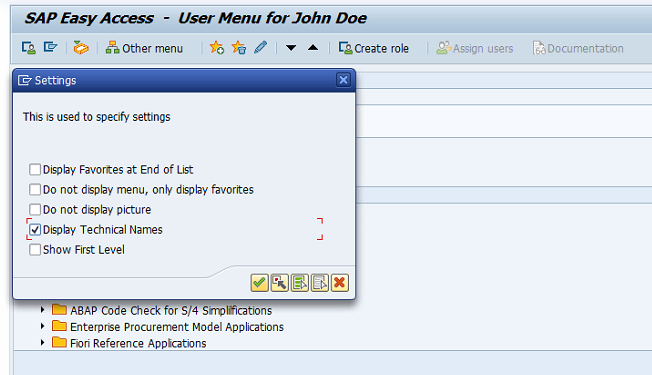 SAP Easy Access - User Menu for John Doe
Other menu Create role Assign users Documentation
Settings
This is used to specify settings
Display Favorites at End of List
Do not display menu, only display favorites
Do not display picture
Display Technical Names
Show First Level
ABAP Code Check for S/4 Simplifications
Enterprise Procurement Model Applications
Fiori Reference Applications